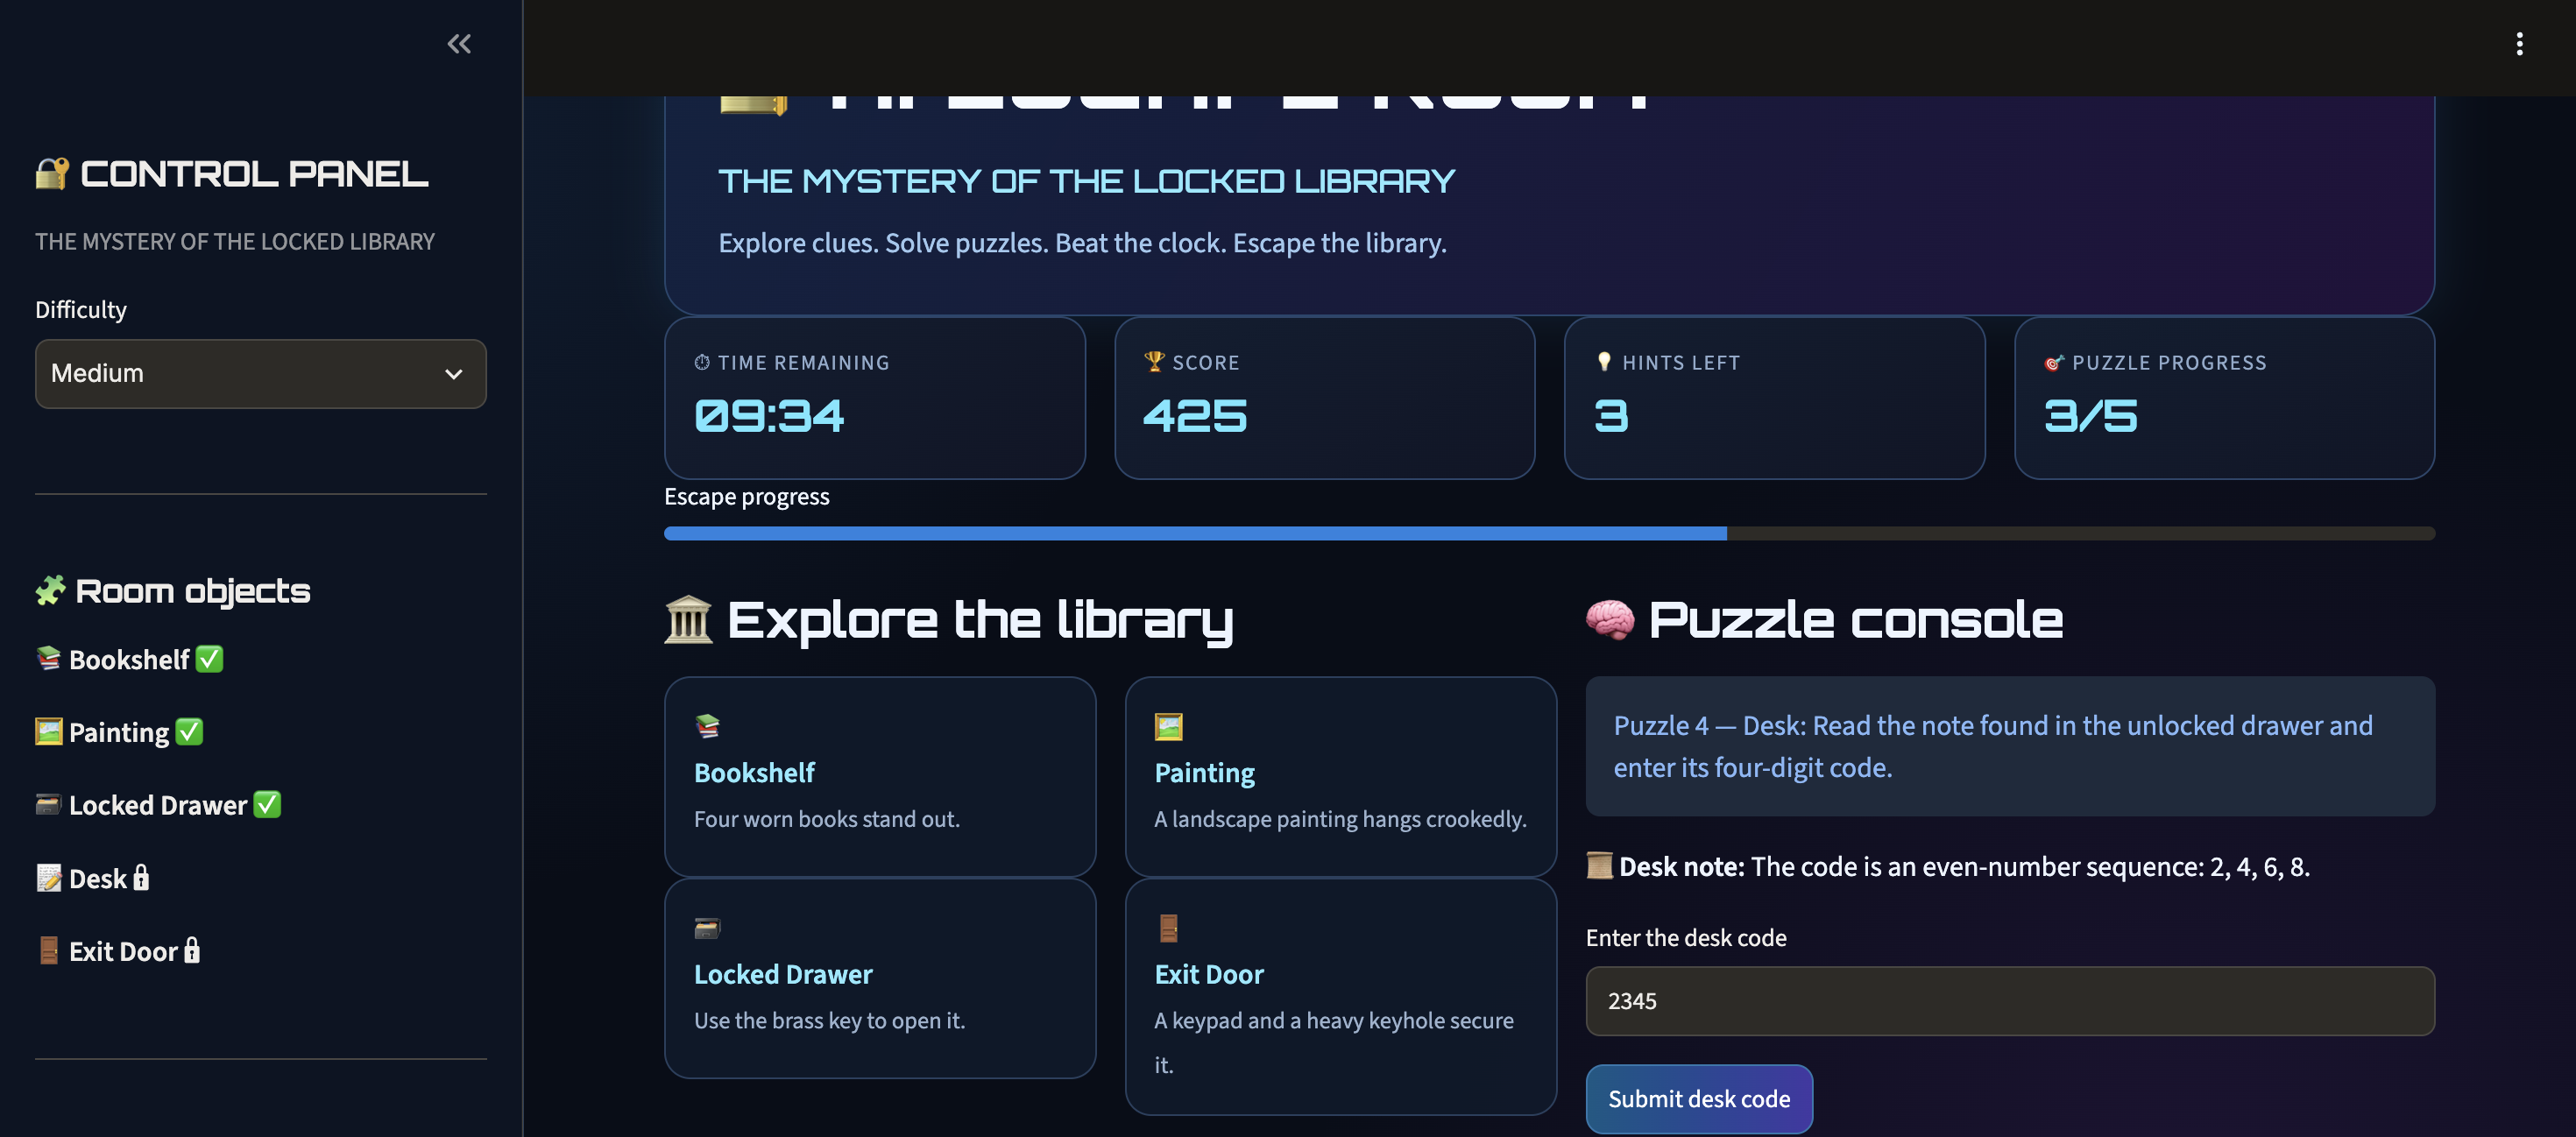 CONTROL PANEL
THE MYSTERY OF THE LOCKED LIBRARY
Difficulty
Medium
Room objects
Bookshelf
Painting
Locked Drawer
Desk
Exit Door
THE MYSTERY OF THE LOCKED LIBRARY
Explore clues. Solve puzzles. Beat the clock. Escape the library.
TIME REMAINING
09:34
SCORE
425
HINTS LEFT
3
PUZZLE PROGRESS
3/5
Escape progress
Explore the library
Bookshelf
Four worn books stand out.
Painting
A landscape painting hangs crookedly.
Locked Drawer
Use the brass key to open it.
Exit Door
A keypad and a heavy keyhole secure
it.
Puzzle console
Puzzle 4 — Desk: Read the note found in the unlocked drawer and
enter its four-digit code.
Desk note: The code is an even-number sequence: 2, 4, 6, 8.
Enter the desk code
2345
Submit desk code